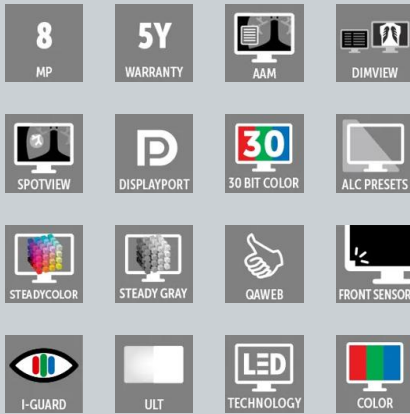 8
MP
5Y
WARRANTY
AAM
DIMVIEW
SPOTVIEW
DISPLAYPORT
30
30 BIT COLOR
ALC PRESETS
STEADYCOLOR
STEADY GRAY
QAWEB
FRONT SENSOR
I-GUARD
ULT
LED
TECHNOLOGY
COLOR